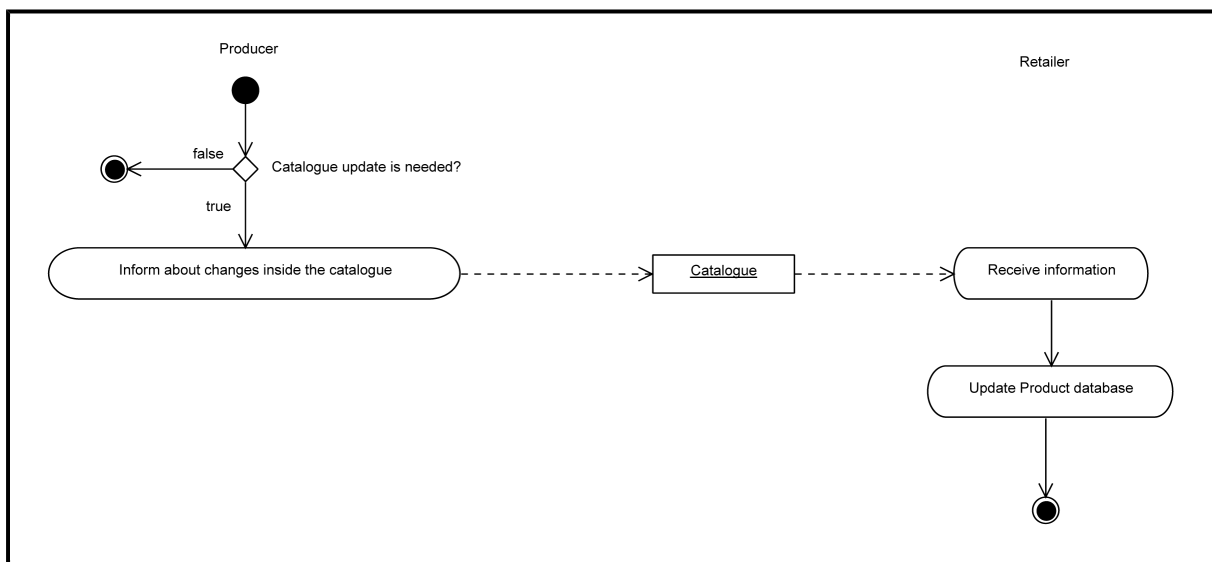 Producer
Retailer
false
Catalogue update is needed?
true
Inform about changes inside the catalogue
Catalogue
Receive information
Update Product database